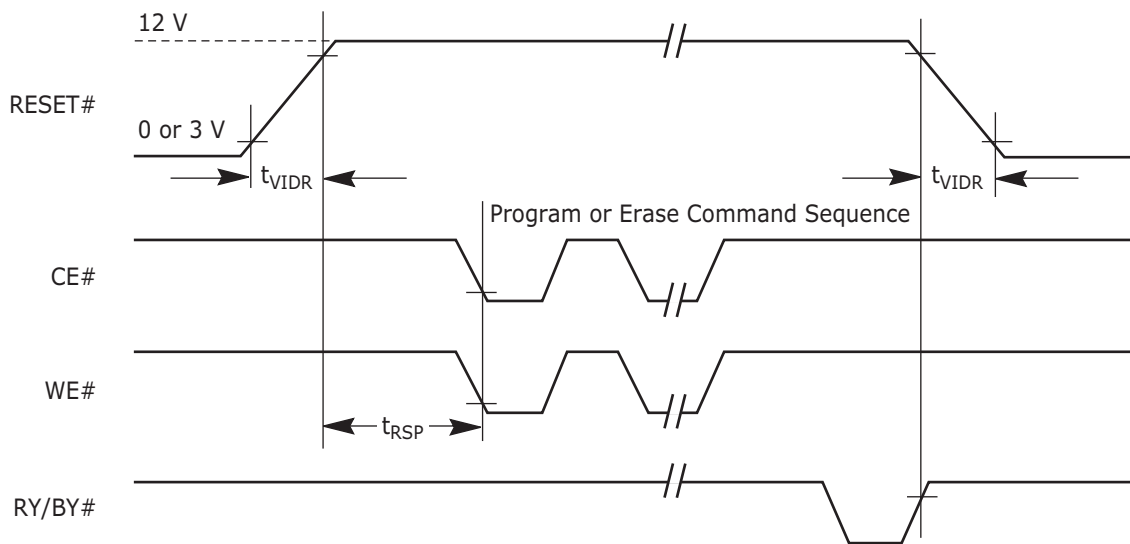 12 V
RESET#
0 or 3 V
tVIDR
tVIDR
Program or Erase Command Sequence
CE#
WE#
tRSP
RY/BY#